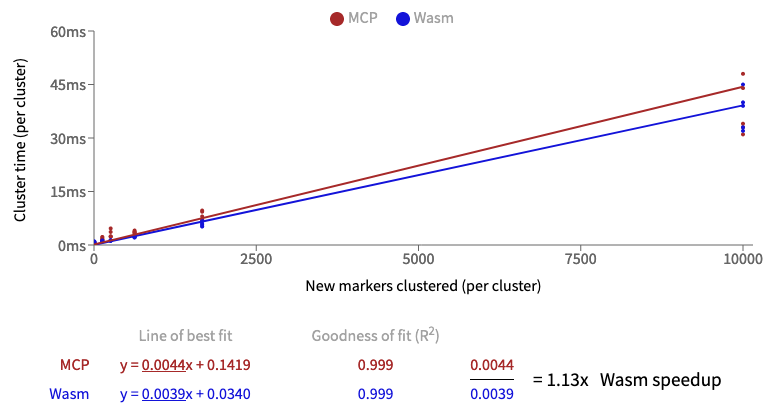 MCP Wasm
60ms
45ms
30ms
15ms
0ms
Cluster time (per cluster)
0 2500 5000 7500 10000
New markers clustered (per cluster)
Line of best fit Goodness of fit (R²)
MCP y = 0.0044x + 0.1419 0.999 0.0044
= 1.13x Wasm speedup
Wasm y = 0.0039x + 0.0340 0.999 0.0039